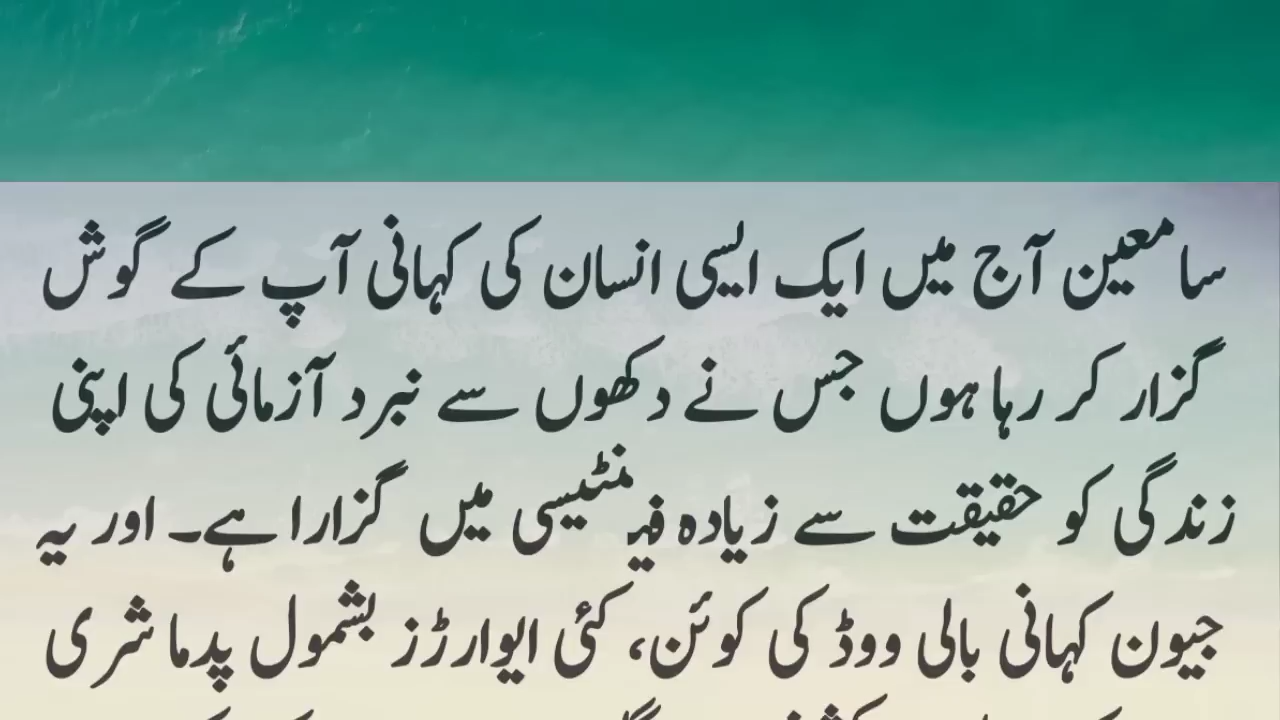 سامعین آج میں ایک ایسی انسان کی کہانی آپ کے گوش
گزار کر رہا ہوں جس نے دکھوں سے نبرد آزمائی کی اپنی
زندگی کو حقیقت سے زیادہ فینٹیسی میں گزارا ہے۔ اور یہ
جیون کہانی بالی ووڈ کی کوئن، کئی ایوارڑز بشمول پدما شری